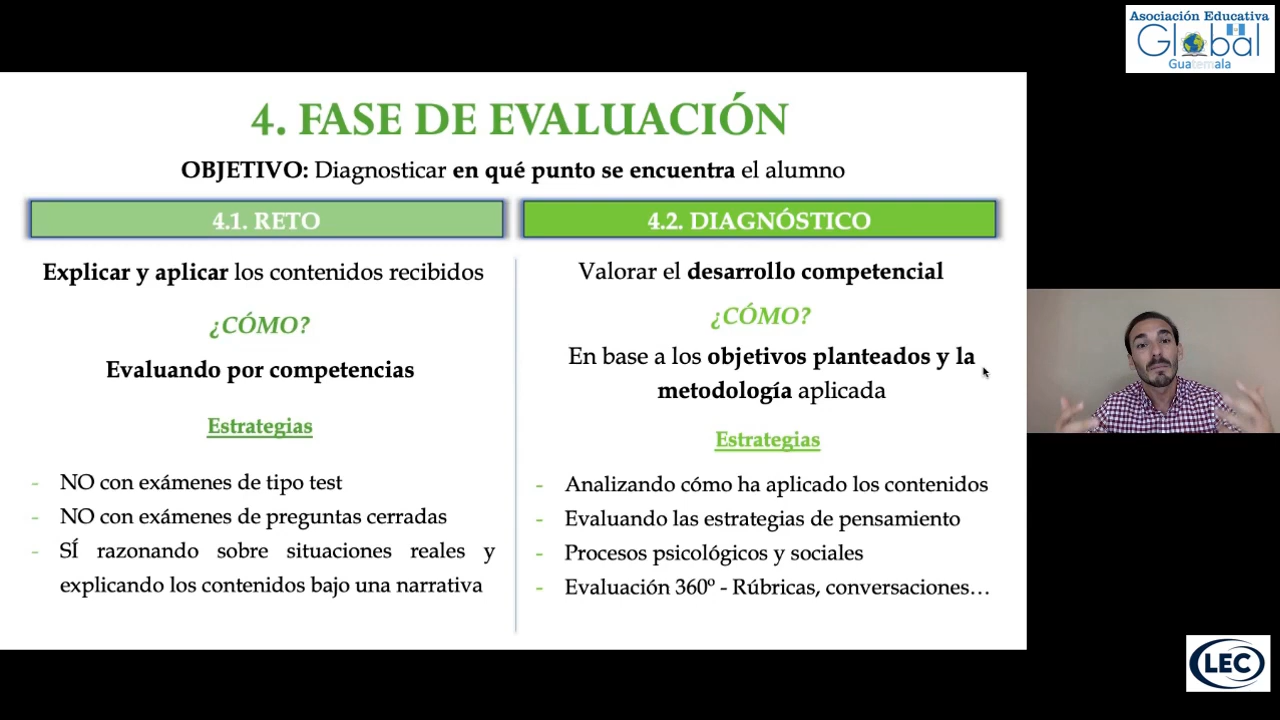 Asociación Educativa
Global
Guatemala
4. FASE DE EVALUACIÓN
OBJETIVO: Diagnosticar en qué punto se encuentra el alumno
4.1. RETO
Explicar y aplicar los contenidos recibidos
¿CÓMO?
Evaluando por competencias
Estrategias
- NO con exámenes de tipo test
- NO con exámenes de preguntas cerradas
- SÍ razonando sobre situaciones reales y
explicando los contenidos bajo una narrativa
4.2. DIAGNÓSTICO
Valorar el desarrollo competencial
¿CÓMO?
En base a los objetivos planteados y la
metodología aplicada
Estrategias
- Analizando cómo ha aplicado los contenidos
- Evaluando las estrategias de pensamiento
- Procesos psicológicos y sociales
- Evaluación 360º - Rúbricas, conversaciones…
LEC